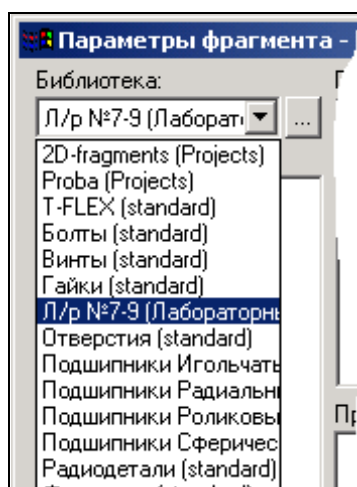 Параметры фрагмента -
Библиотека:
Л/р №7-9 (Лаборат
...
2D-fragments (Projects)
Proba (Projects)
T-FLEX (standard)
Болты (standard)
Винты (standard)
Гайки (standard)
Л/р №7-9 (Лабораторн
Отверстия (standard)
Подшипники Игольчать
Подшипники Радиальн
Подшипники Роликовы
Подшипники Сферичес
Радиодетали (standard)